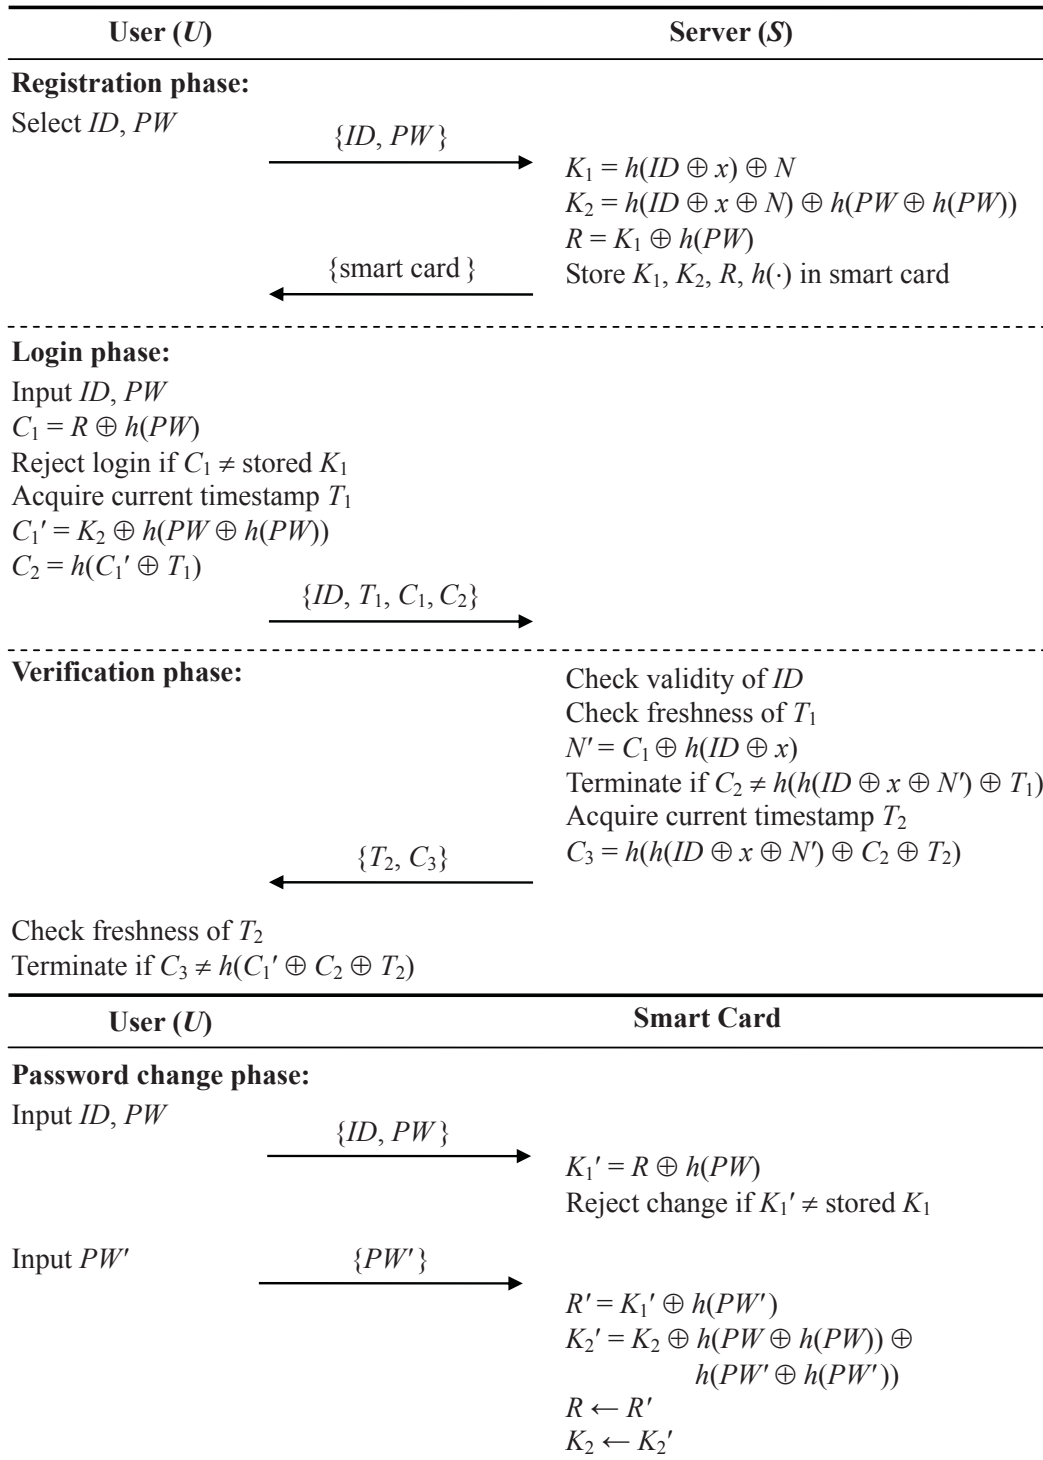 User (U) Server (S)
Registration phase:
Select ID, PW
{ID, PW}
K₁ = h(ID ⊕ x) ⊕ N
K₂ = h(ID ⊕ x ⊕ N) ⊕ h(PW ⊕ h(PW))
R = K₁ ⊕ h(PW)
{smart card}
Store K₁, K₂, R, h(·) in smart card
Login phase:
Input ID, PW
C₁ = R ⊕ h(PW)
Reject login if C₁ ≠ stored K₁
Acquire current timestamp T₁
C₁′ = K₂ ⊕ h(PW ⊕ h(PW))
C₂ = h(C₁′ ⊕ T₁)
{ID, T₁, C₁, C₂}
Verification phase:
Check validity of ID
Check freshness of T₁
N′ = C₁ ⊕ h(ID ⊕ x)
Terminate if C₂ ≠ h(h(ID ⊕ x ⊕ N′) ⊕ T₁)
Acquire current timestamp T₂
{T₂, C₃}
C₃ = h(h(ID ⊕ x ⊕ N′) ⊕ C₂ ⊕ T₂)
Check freshness of T₂
Terminate if C₃ ≠ h(C₁′ ⊕ C₂ ⊕ T₂)
User (U) Smart Card
Password change phase:
Input ID, PW
{ID, PW}
K₁′ = R ⊕ h(PW)
Reject change if K₁′ ≠ stored K₁
Input PW′
{PW′}
R′ = K₁′ ⊕ h(PW′)
K₂′ = K₂ ⊕ h(PW ⊕ h(PW)) ⊕
h(PW′ ⊕ h(PW′))
R ← R′
K₂ ← K₂′